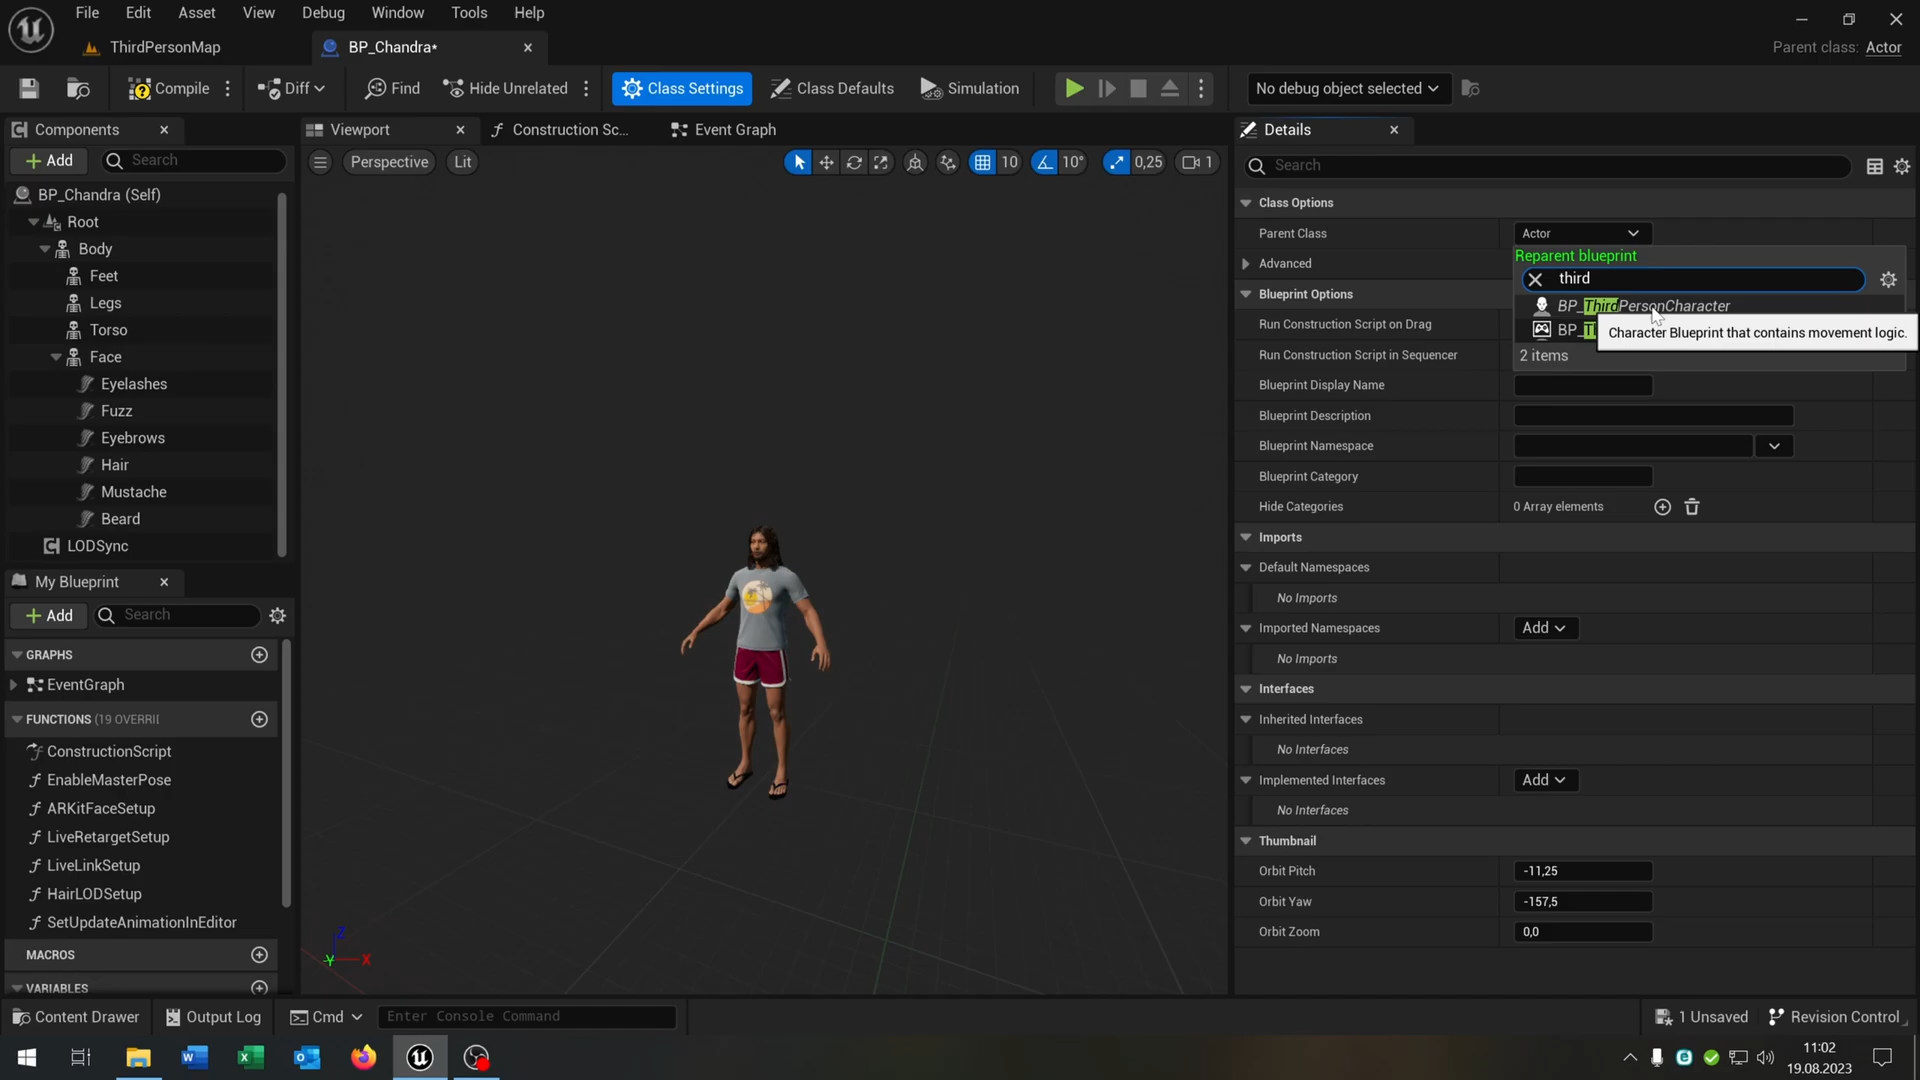 File Edit Asset View Debug Window Tools Help
ThirdPersonMap
BP_Chandra*
Parent class: Actor
Compile
Diff
Find
Hide Unrelated
Class Settings
Class Defaults
Simulation
No debug object selected
Components
Add
Search
BP_Chandra (Self)
Root
Body
Feet
Legs
Torso
Face
Eyelashes
Fuzz
Eyebrows
Hair
Mustache
Beard
LODSync
My Blueprint
Add
Search
GRAPHS
EventGraph
FUNCTIONS (19 OVERRI
ConstructionScript
EnableMasterPose
ARKitFaceSetup
LiveRetargetSetup
LiveLinkSetup
HairLODSetup
SetUpdateAnimationInEditor
MACROS
VARIABLES
Viewport
Construction Sc...
Event Graph
Perspective
Lit
10
10°
0,25
1
Z
Y
X
Details
Search
Class Options
Parent Class
Actor
Reparent blueprint
third
BP_ThirdPersonCharacter
BP_T
Character Blueprint that contains movement logic.
2 items
Advanced
Blueprint Options
Run Construction Script on Drag
Run Construction Script in Sequencer
Blueprint Display Name
Blueprint Description
Blueprint Namespace
Blueprint Category
Hide Categories
0 Array elements
Imports
Default Namespaces
No Imports
Imported Namespaces
Add
No Imports
Interfaces
Inherited Interfaces
No Interfaces
Implemented Interfaces
Add
No Interfaces
Thumbnail
Orbit Pitch
-11,25
Orbit Yaw
-157,5
Orbit Zoom
0,0
Content Drawer
Output Log
Cmd
Enter Console Command
1 Unsaved
Revision Control
11:02
19.08.2023